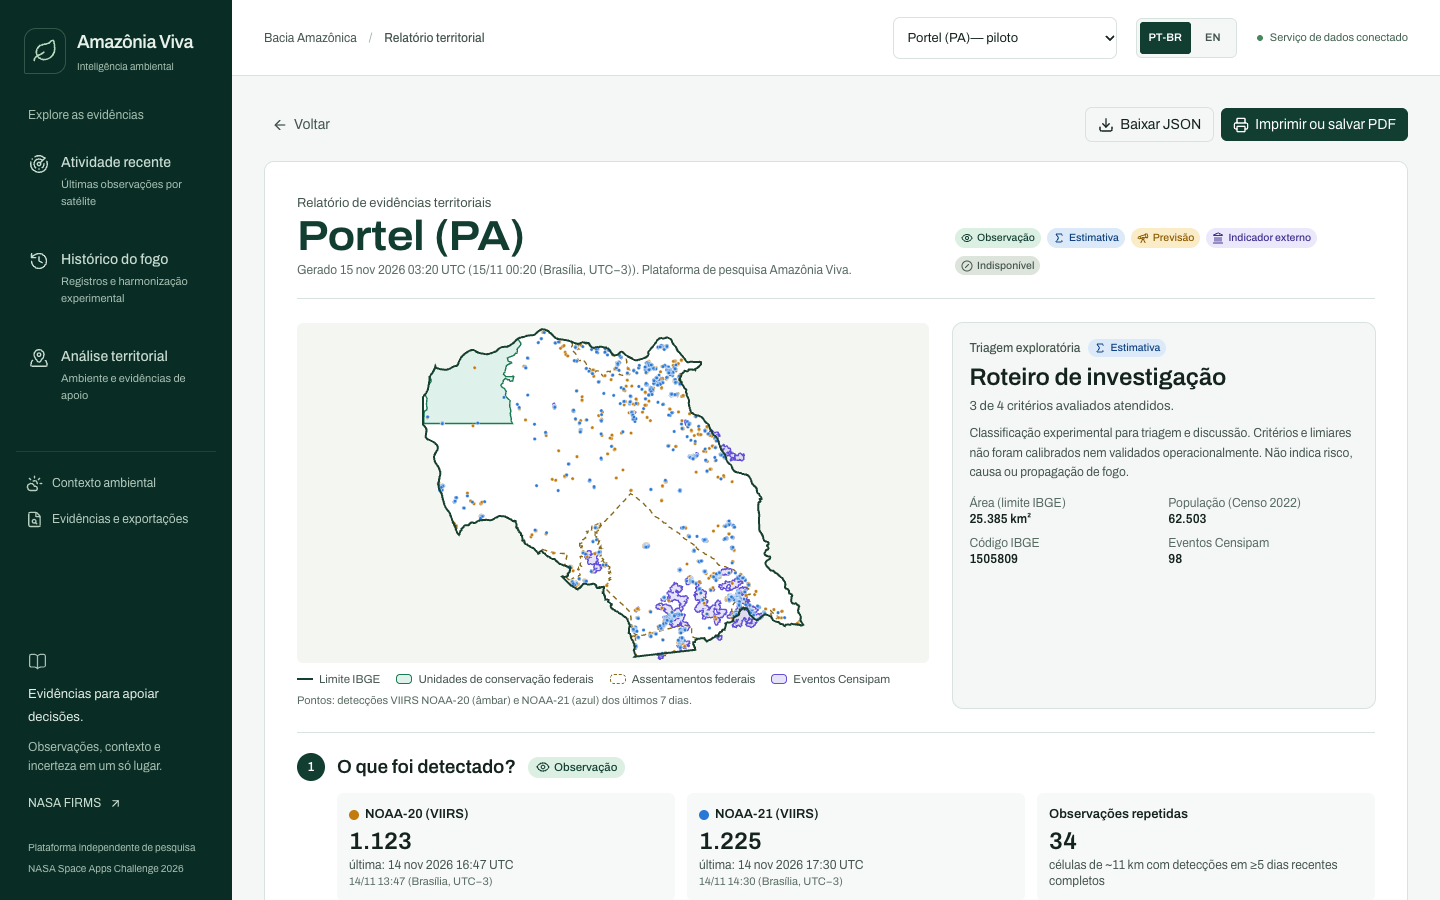 Amazônia Viva
Inteligência ambiental
Explore as evidências
Atividade recente
Últimas observações por
satélite
Histórico do fogo
Registros e harmonização
experimental
Análise territorial
Ambiente e evidências de
apoio
Contexto ambiental
Evidências e exportações
Evidências para apoiar
decisões.
Observações, contexto e
incerteza em um só lugar.
NASA FIRMS
Plataforma independente de pesquisa
NASA Space Apps Challenge 2026
Bacia Amazônica / Relatório territorial
Portel (PA)— piloto
PT-BR EN
Serviço de dados conectado
Voltar
Baixar JSON
Imprimir ou salvar PDF
Relatório de evidências territoriais
Portel (PA)
Gerado 15 nov 2026 03:20 UTC (15/11 00:20 (Brasília, UTC−3)). Plataforma de pesquisa Amazônia Viva.
Observação Estimativa Previsão Indicador externo
Indisponível
Limite IBGE Unidades de conservação federais Assentamentos federais Eventos Censipam
Pontos: detecções VIIRS NOAA-20 (âmbar) e NOAA-21 (azul) dos últimos 7 dias.
Triagem exploratória Estimativa
Roteiro de investigação
3 de 4 critérios avaliados atendidos.
Classificação experimental para triagem e discussão. Critérios e limiares
não foram calibrados nem validados operacionalmente. Não indica risco,
causa ou propagação de fogo.
Área (limite IBGE)
25.385 km²
População (Censo 2022)
62.503
Código IBGE
1505809
Eventos Censipam
98
1 O que foi detectado? Observação
NOAA-20 (VIIRS)
1.123
última: 14 nov 2026 16:47 UTC
14/11 13:47 (Brasília, UTC−3)
NOAA-21 (VIIRS)
1.225
última: 14 nov 2026 17:30 UTC
14/11 14:30 (Brasília, UTC−3)
Observações repetidas
34
células de ~11 km com detecções em ≥5 dias recentes
completos